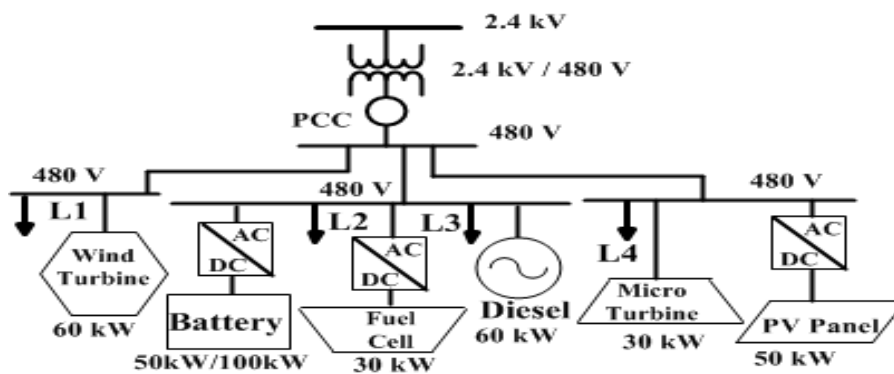 2.4 kV
2.4 kV / 480 V
PCC
480 V
480 V
480 V
480 V
L1
L2
L3
L4
AC
DC
AC
DC
AC
DC
Wind
Turbine
60 kW
Battery
50kW/100kW
Fuel
Cell
30 kW
Diesel
60 kW
Micro
Turbine
30 kW
PV Panel
50 kW